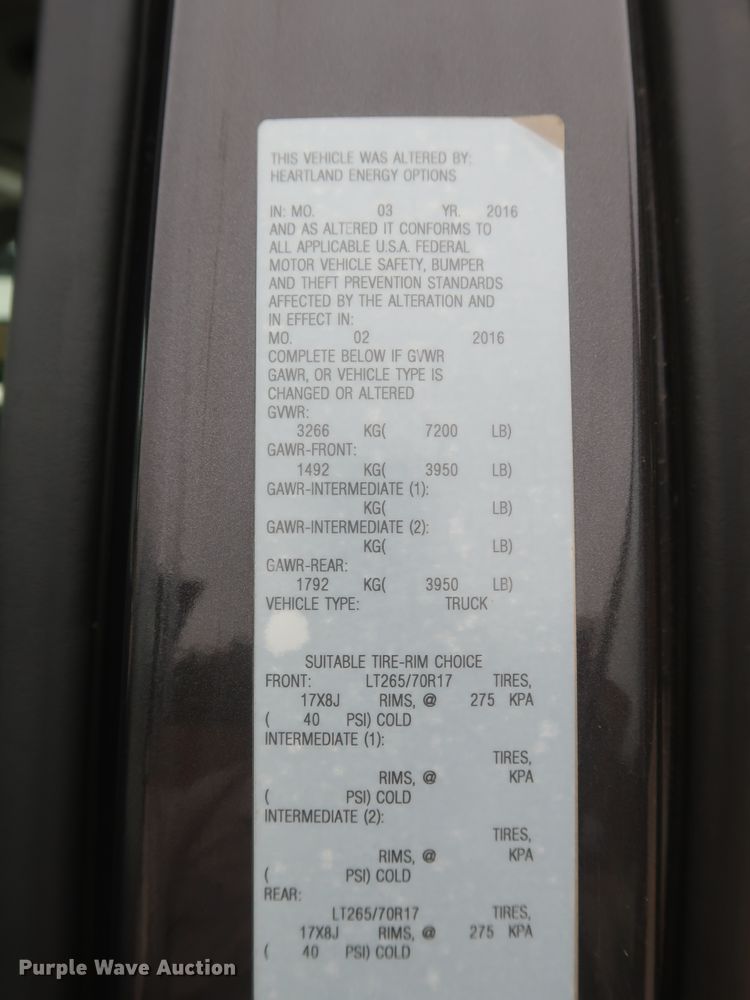 THIS VEHICLE WAS ALTERED BY:
HEARTLAND ENERGY OPTIONS
IN: MO. 03 YR. 2016
AND AS ALTERED IT CONFORMS TO
ALL APPLICABLE U.S.A. FEDERAL
MOTOR VEHICLE SAFETY, BUMPER
AND THEFT PREVENTION STANDARDS
AFFECTED BY THE ALTERATION AND
IN EFFECT IN:
MO. 02 2016
COMPLETE BELOW IF GVWR
GAWR, OR VEHICLE TYPE IS
CHANGED OR ALTERED
GVWR:
3266 KG( 7200 LB)
GAWR-FRONT:
1492 KG( 3950 LB)
GAWR-INTERMEDIATE (1):
KG( LB)
GAWR-INTERMEDIATE (2):
KG( LB)
GAWR-REAR:
1792 KG( 3950 LB)
VEHICLE TYPE: TRUCK
SUITABLE TIRE-RIM CHOICE
FRONT: LT265/70R17 TIRES,
17X8J RIMS, @ 275 KPA
( 40 PSI) COLD
INTERMEDIATE (1):
TIRES,
RIMS, @ KPA
( PSI) COLD
INTERMEDIATE (2):
TIRES,
RIMS, @ KPA
( PSI) COLD
REAR:
LT265/70R17 TIRES,
17X8J RIMS, @ 275 KPA
( 40 PSI) COLD
Purple Wave Auction